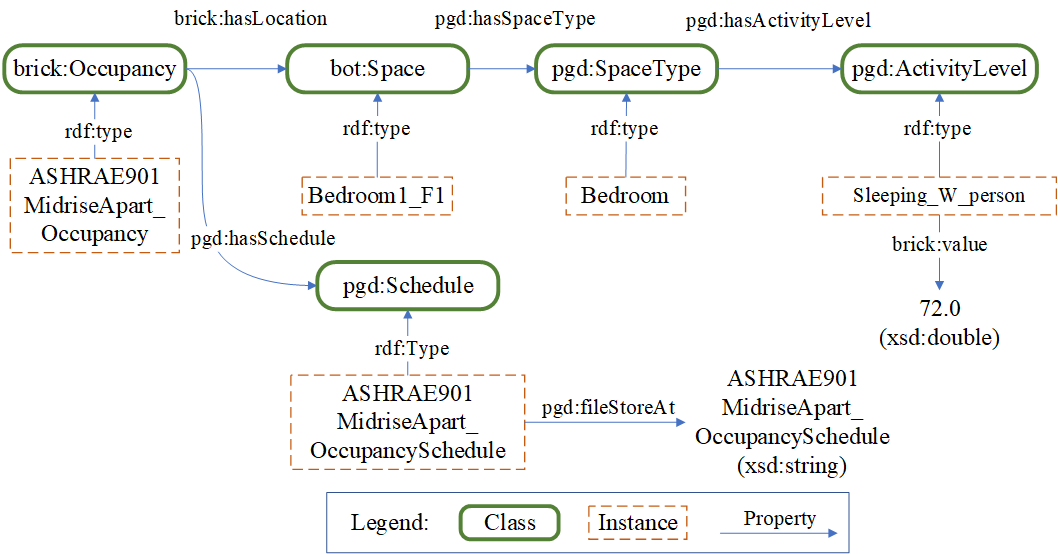 brick:hasLocation
pgd:hasSpaceType
pgd:hasActivityLevel
brick:Occupancy
bot:Space
pgd:SpaceType
pgd:ActivityLevel
rdf:type
rdf:type
rdf:type
rdf:type
ASHRAE901
MidriseApart_
Occupancy
Bedroom1_F1
Bedroom
Sleeping_W_person
pgd:hasSchedule
brick:value
pgd:Schedule
72.0
(xsd:double)
rdf:Type
ASHRAE901
MidriseApart_
OccupancySchedule
pgd:fileStoreAt
ASHRAE901
MidriseApart_
OccupancySchedule
(xsd:string)
Legend:
Class
Instance
Property